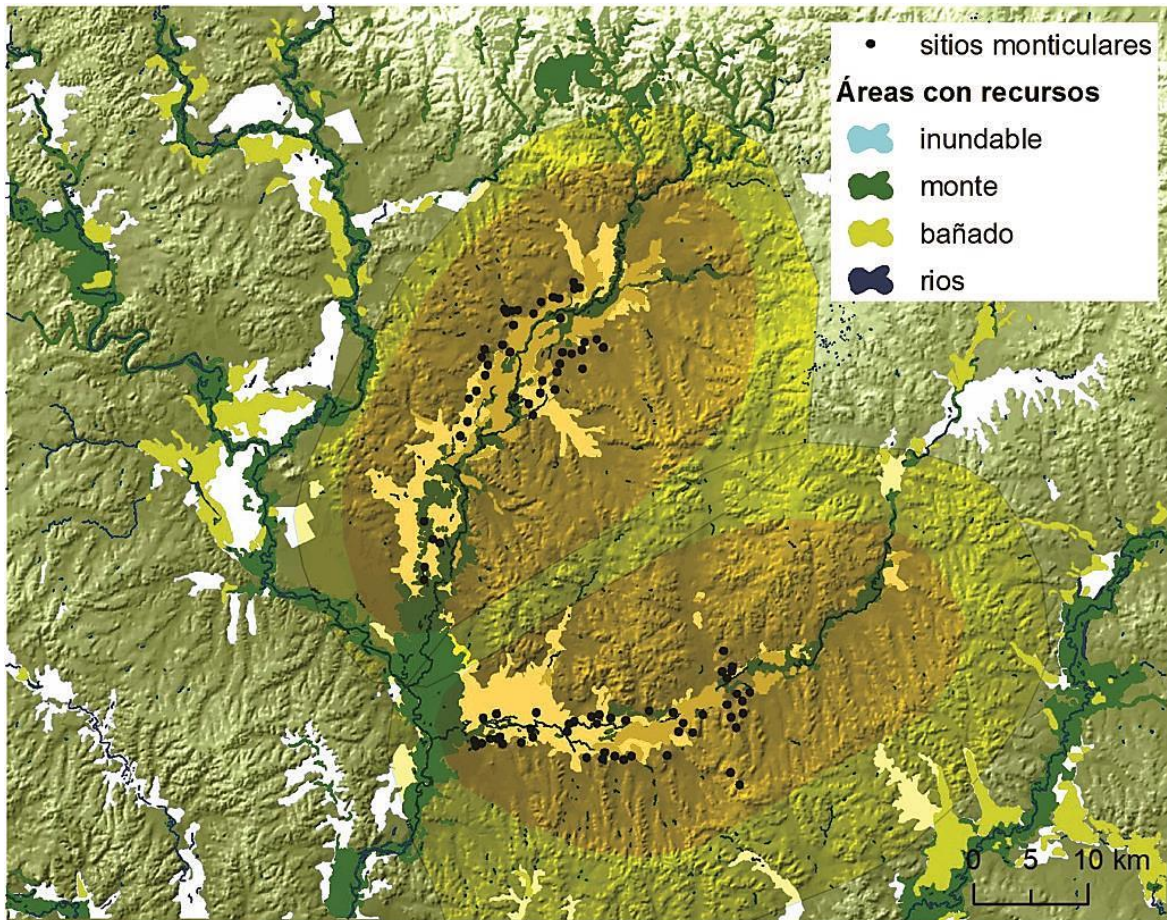 sitios monticulares
Áreas con recursos
inundable
monte
bañado
rios
0 5 10 km